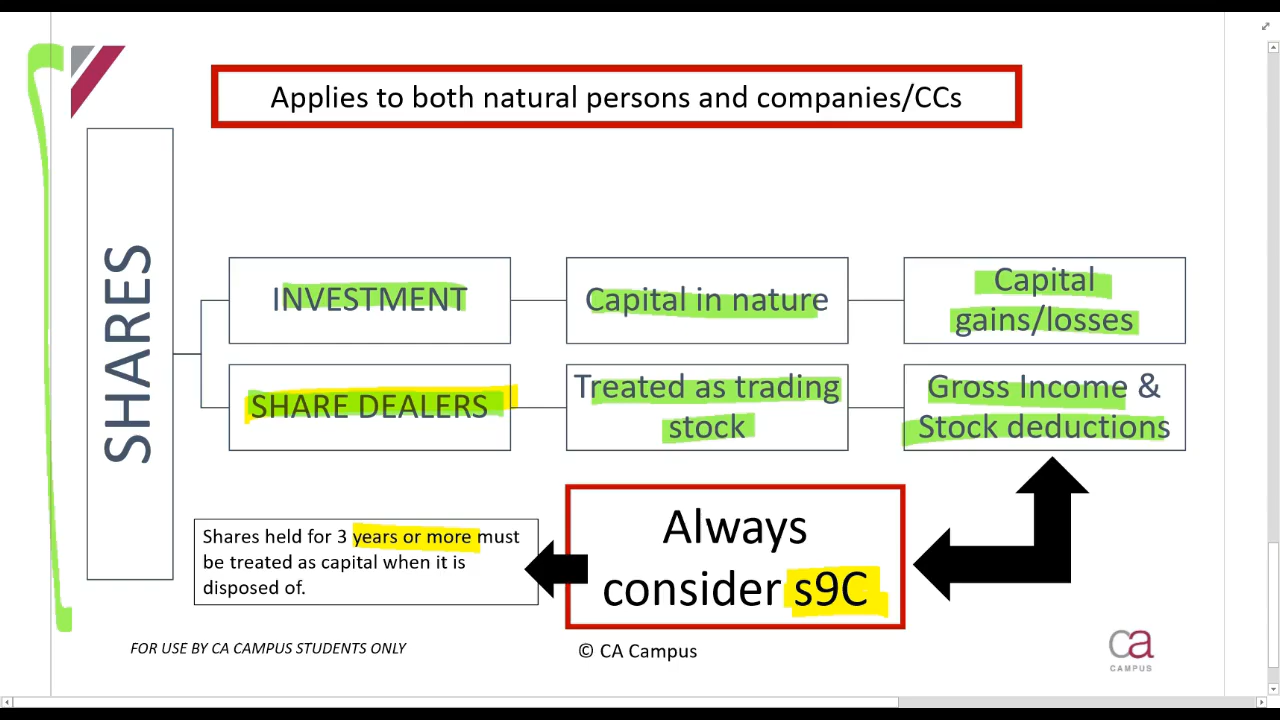 Applies to both natural persons and companies/CCs
SHARES
INVESTMENT
Capital in nature
Capital
gains/losses
SHARE DEALERS
Treated as trading
stock
Gross Income &
Stock deductions
Always
consider s9C
Shares held for 3 years or more must
be treated as capital when it is
disposed of.
FOR USE BY CA CAMPUS STUDENTS ONLY
© CA Campus
ca
CAMPUS